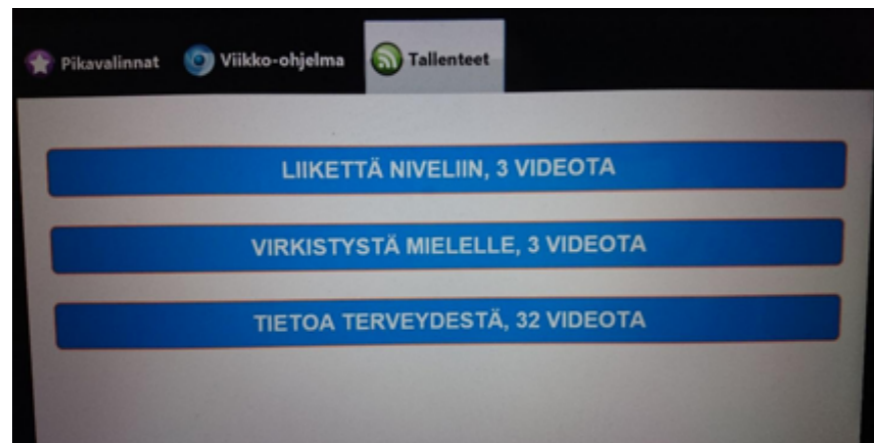 Pikavalinnat Viikko-ohjelma Tallenteet
LIIKETTÄ NIVELIIN, 3 VIDEOTA
VIRKISTYSTÄ MIELELLE, 3 VIDEOTA
TIETOA TERVEYDESTÄ, 32 VIDEOTA